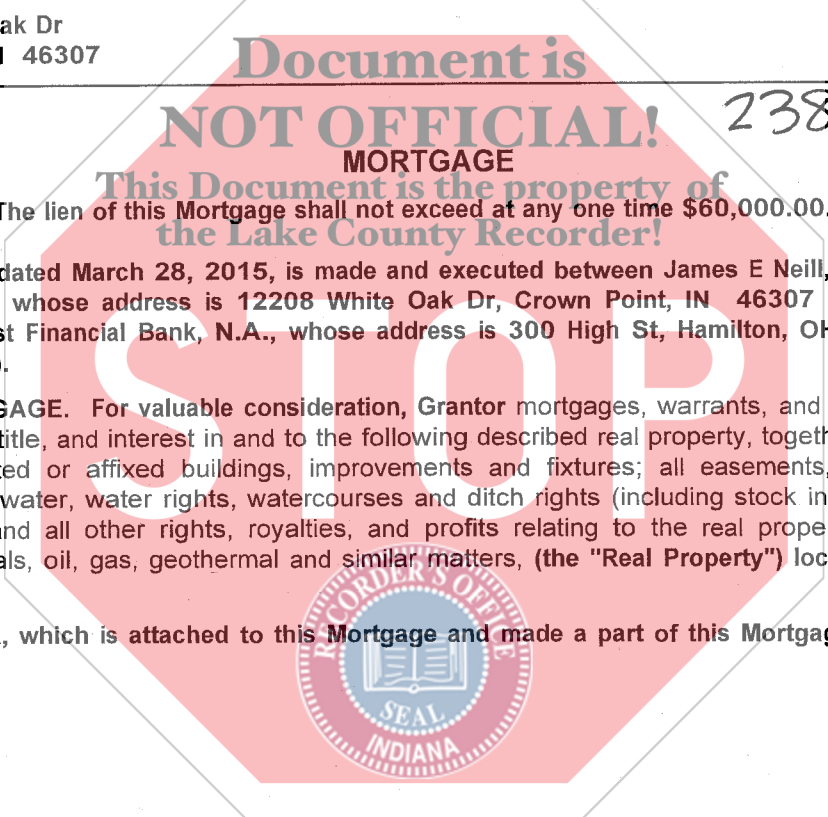 ak Dr
46307
Document is
238
NOT OFFICIAL!
MORTGAGE
This Document is the property of
The lien of this Mortgage shall not exceed at any one time $60,000.00.
the Lake County Recorder!
dated March 28, 2015, is made and executed between James E Neill,
whose address is 12208 White Oak Dr, Crown Point, IN 46307
st Financial Bank, N.A., whose address is 300 High St, Hamilton, OH
).
STOP
GAGE. For valuable consideration, Grantor mortgages, warrants, and
title, and interest in and to the following described real property, togeth
ted or affixed buildings, improvements and fixtures; all easements,
water, water rights, watercourses and ditch rights (including stock in
and all other rights, royalties, and profits relating to the real prope
als, oil, gas, geothermal and similar matters, (the "Real Property") loc
RECORDER'S OFFICE
, which is attached to this Mortgage and made a part of this Mortgag
SEAL
INDIANA